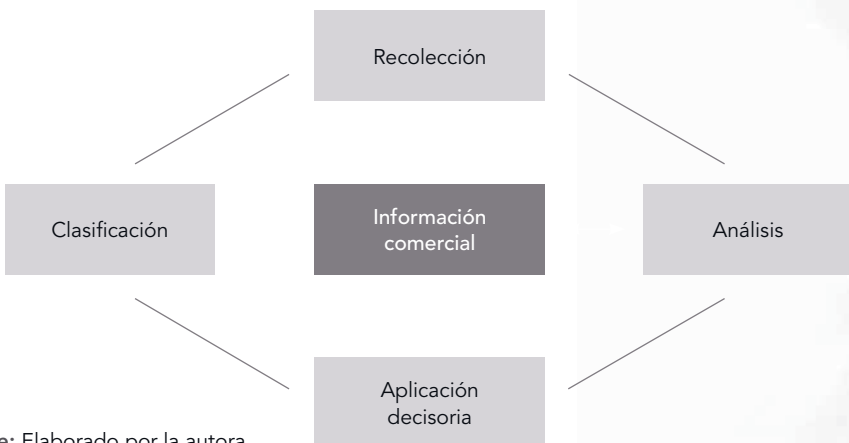 Recolección
Clasificación
Información
comercial
Análisis
Aplicación
decisoria
e: Elaborado por la autora